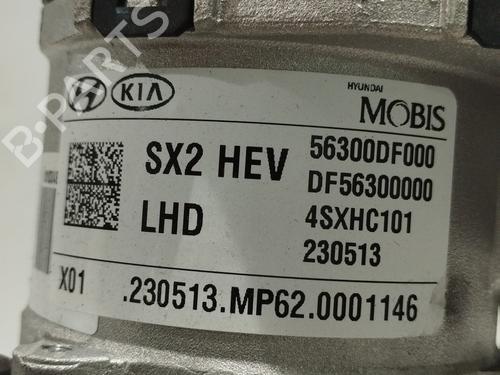 KIA
HYUNDAI
MOBIS
SX2 HEV
56300DF000
DF56300000
LHD
4SXHC101
230513
X01
.230513.MP62.0001146
B-PARTS